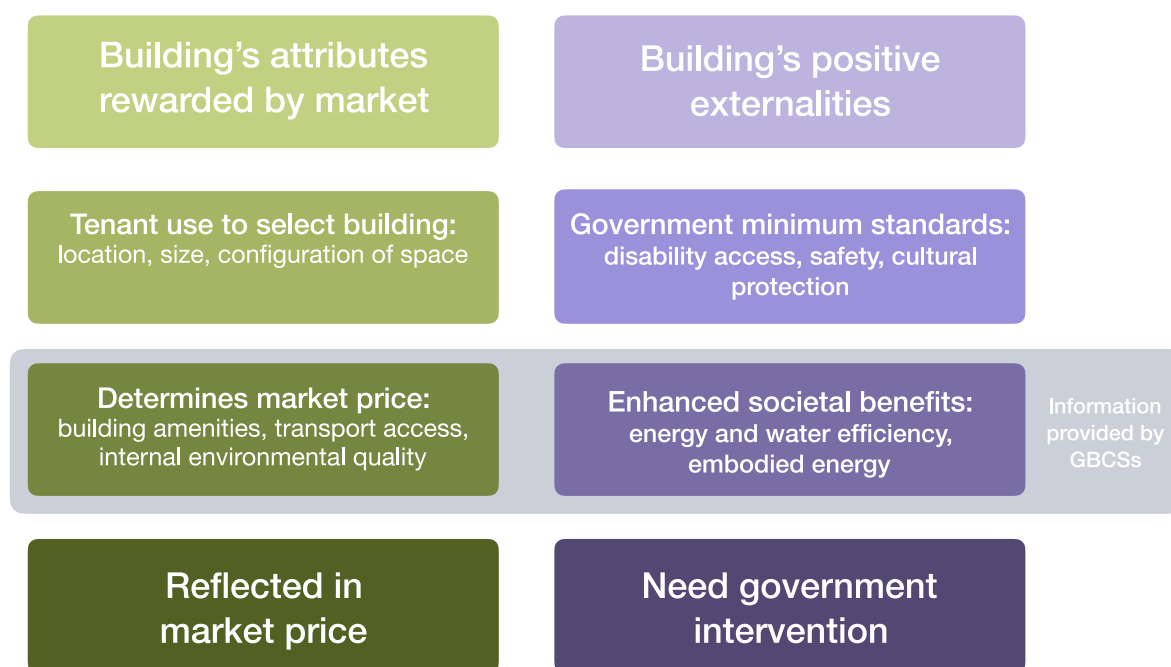 Building’s attributes
rewarded by market
Building’s positive
externalities
Tenant use to select building:
location, size, configuration of space
Government minimum standards:
disability access, safety, cultural
protection
Determines market price:
building amenities, transport access,
internal environmental quality
Enhanced societal benefits:
energy and water efficiency,
embodied energy
Information
provided by
GBCSs
Reflected in
market price
Need government
intervention